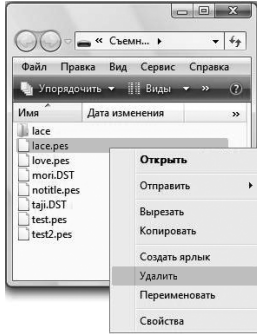 « Съемн...
Файл Правка Вид Сервис Справка
Упорядочить Виды »
Имя Дата изменения »
lace
lace.pes
love.pes
mori.DST
notitle.pes
taji.DST
test.pes
test2.pes
Открыть
Отправить
Вырезать
Копировать
Создать ярлык
Удалить
Переименовать
Свойства